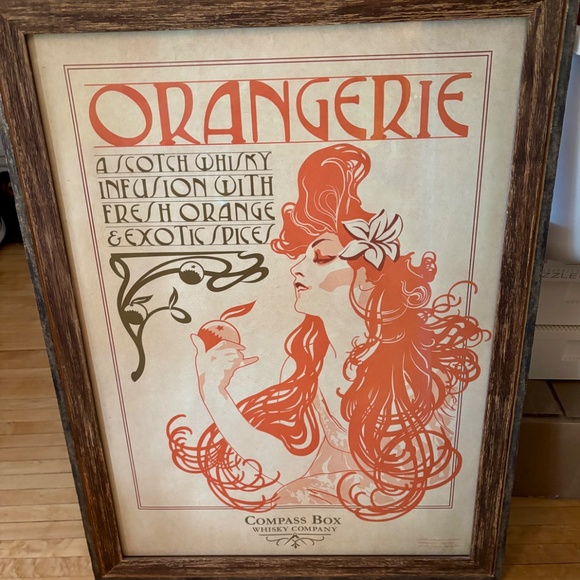 ORANGERIE
A SCOTCH WHISKY
INFUSION WITH
FRESH ORANGE
& EXOTIC SPICES
COMPASS BOX
WHISKY COMPANY